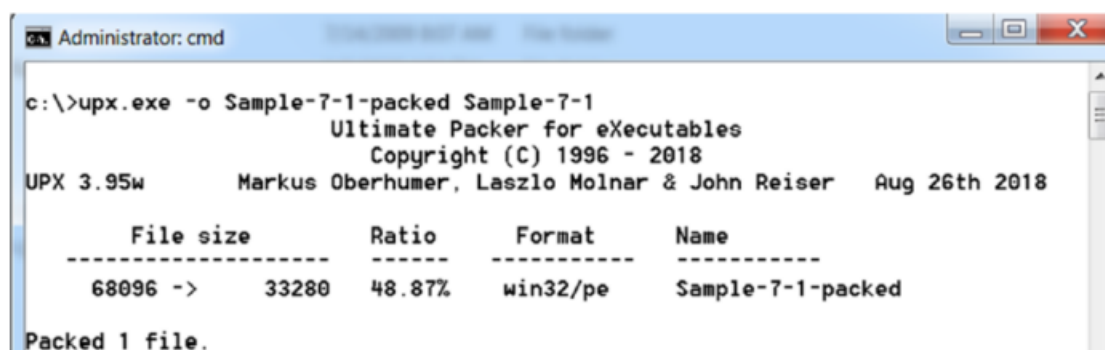 Administrator: cmd
c:\>upx.exe -o Sample-7-1-packed Sample-7-1
Ultimate Packer for eXecutables
Copyright (C) 1996 - 2018
UPX 3.95w Markus Oberhumer, Laszlo Molnar & John Reiser Aug 26th 2018
File size Ratio Format Name
-------------------- ------ ----------- -----------
68096 -> 33280 48.87% win32/pe Sample-7-1-packed
Packed 1 file.